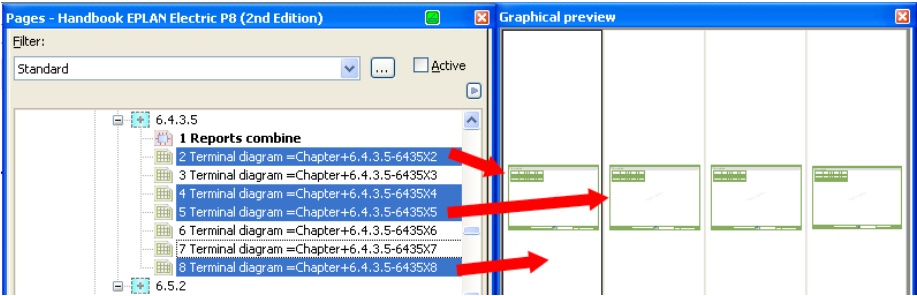 Pages - Handbook EPLAN Electric P8 (2nd Edition)
Graphical preview
Filter:
Standard
...
Active
6.4.3.5
1 Reports combine
2 Terminal diagram =Chapter+6.4.3.5-6435X2
3 Terminal diagram =Chapter+6.4.3.5-6435X3
4 Terminal diagram =Chapter+6.4.3.5-6435X4
5 Terminal diagram =Chapter+6.4.3.5-6435X5
6 Terminal diagram =Chapter+6.4.3.5-6435X6
7 Terminal diagram =Chapter+6.4.3.5-6435X7
8 Terminal diagram =Chapter+6.4.3.5-6435X8
6.5.2